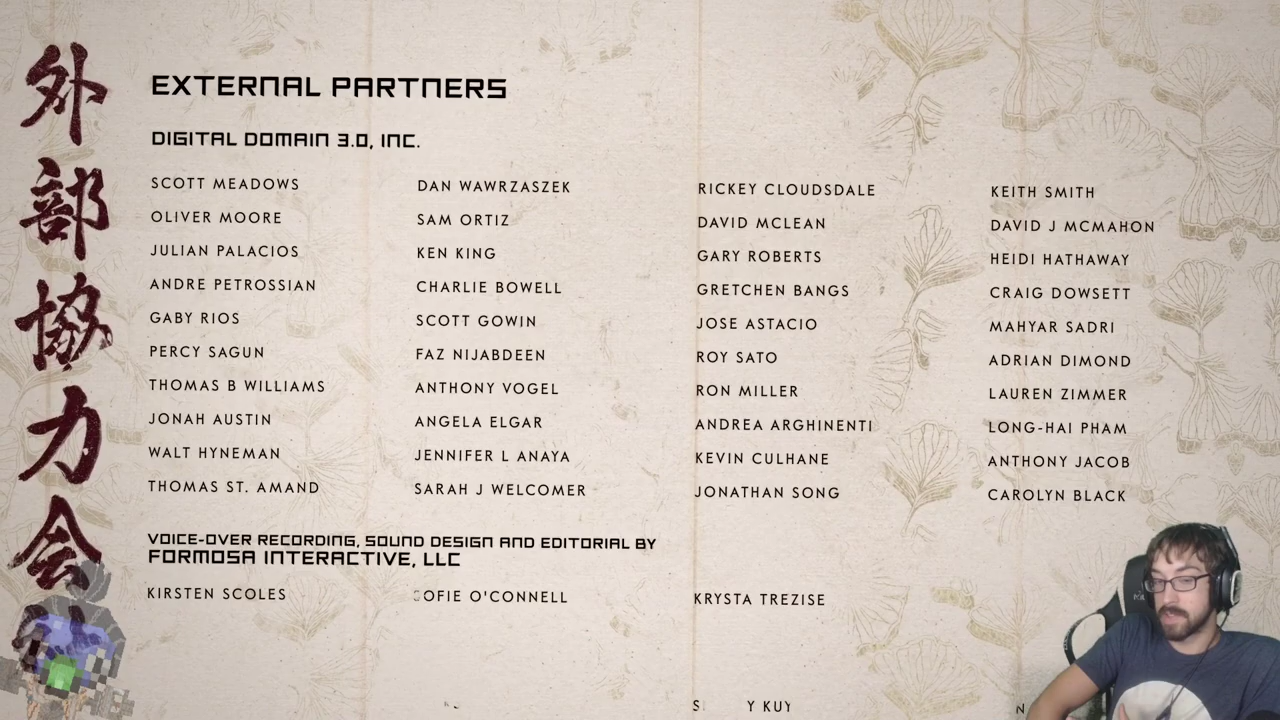 外部協力会
EXTERNAL PARTNERS
DIGITAL DOMAIN 3.0, INC.
SCOTT MEADOWS DAN WAWRZASZEK RICKEY CLOUDSDALE KEITH SMITH
OLIVER MOORE SAM ORTIZ DAVID MCLEAN DAVID J MCMAHON
JULIAN PALACIOS KEN KING GARY ROBERTS HEIDI HATHAWAY
ANDRE PETROSSIAN CHARLIE BOWELL GRETCHEN BANGS CRAIG DOWSETT
GABY RIOS SCOTT GOWIN JOSE ASTACIO MAHYAR SADRI
PERCY SAGUN FAZ NIJABDEEN ROY SATO ADRIAN DIMOND
THOMAS B WILLIAMS ANTHONY VOGEL RON MILLER LAUREN ZIMMER
JONAH AUSTIN ANGELA ELGAR ANDREA ARGHINENTI LONG-HAI PHAM
WALT HYNEMAN JENNIFER L ANAYA KEVIN CULHANE ANTHONY JACOB
THOMAS ST. AMAND SARAH J WELCOMER JONATHAN SONG CAROLYN BLACK
VOICE-OVER RECORDING, SOUND DESIGN AND EDITORIAL BY
FORMOSA INTERACTIVE, LLC
KIRSTEN SCOLES SOFIE O'CONNELL KRYSTA TREZISE